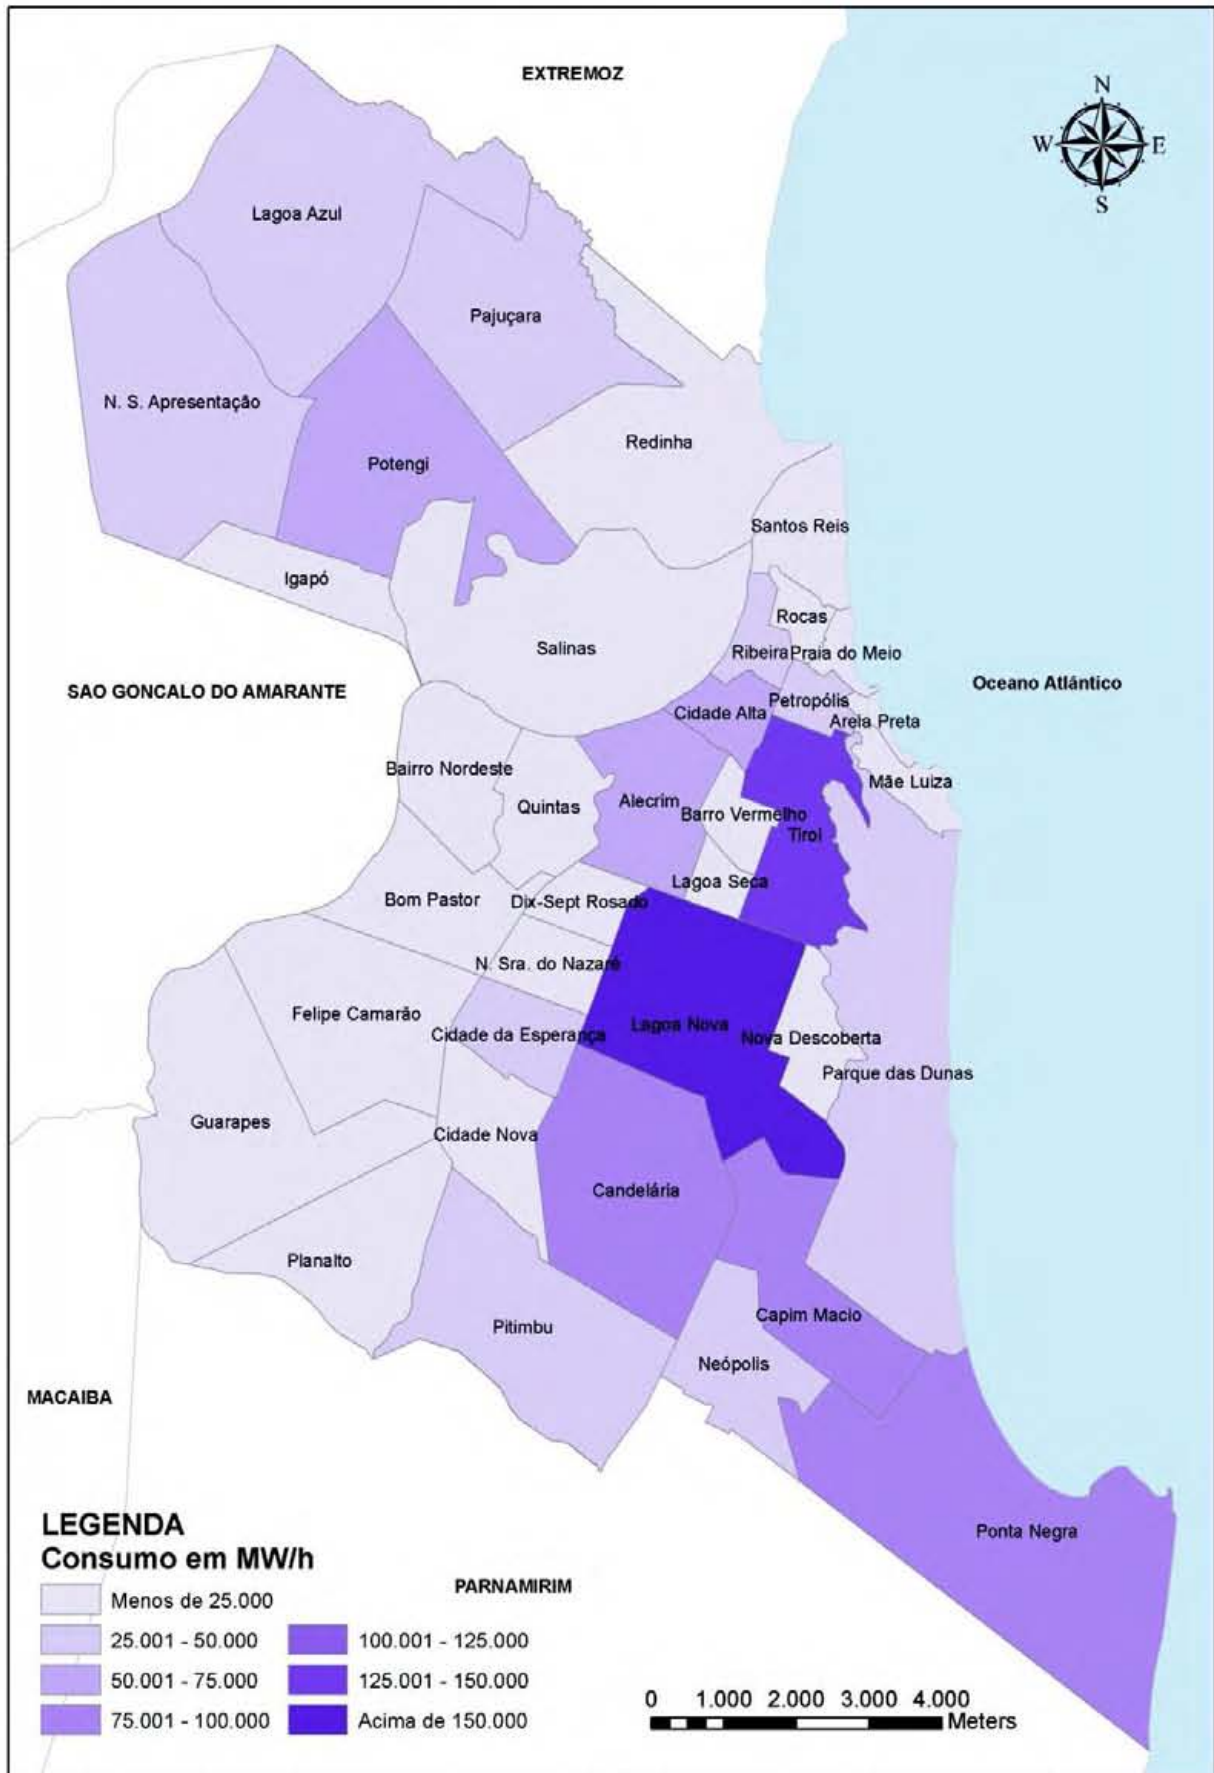 EXTREMOZ
N
W
E
S
Lagoa Azul
Pajuçara
N. S. Apresentação
Redinha
Potengi
Santos Reis
Igapó
Rocas
Salinas
Ribeira
Praia do Meio
SAO GONCALO DO AMARANTE
Oceano Atlântico
Petropólis
Cidade Alta
Areia Preta
Bairro Nordeste
Mãe Luiza
Quintas
Alecrim
Barro Vermelho
Tirol
Lagoa Seca
Bom Pastor
Dix-Sept Rosado
N. Sra. do Nazaré
Felipe Camarão
Lagoa Nova
Cidade da Esperança
Nova Descoberta
Parque das Dunas
Guarapes
Cidade Nova
Candelária
Planalto
Capim Macio
Pitimbu
Neópolis
MACAIBA
Ponta Negra
LEGENDA
Consumo em MW/h
PARNAMIRIM
Menos de 25.000
25.001 - 50.000
50.001 - 75.000
75.001 - 100.000
100.001 - 125.000
125.001 - 150.000
Acima de 150.000
0 1.000 2.000 3.000 4.000
Meters